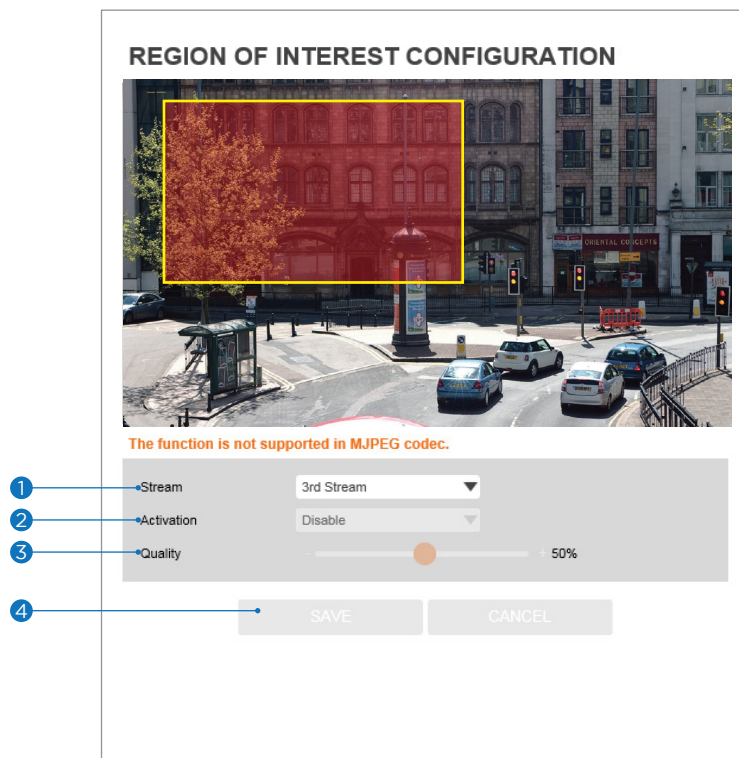 REGION OF INTEREST CONFIGURATION
ORIENTAL CONCEPTS
The function is not supported in MJPEG codec.
1 Stream 3rd Stream
2 Activation Disable
3 Quality - + 50%
4 SAVE CANCEL